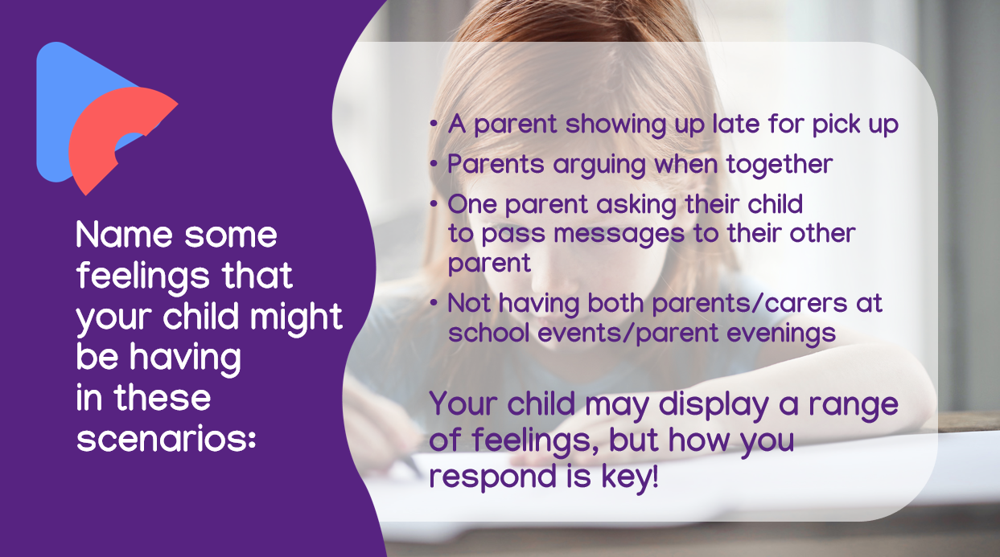 Name some
feelings that
your child might
be having
in these
scenarios:
• A parent showing up late for pick up
• Parents arguing when together
• One parent asking their child
to pass messages to their other
parent
• Not having both parents/carers at
school events/parent evenings
Your child may display a range
of feelings, but how you
respond is key!